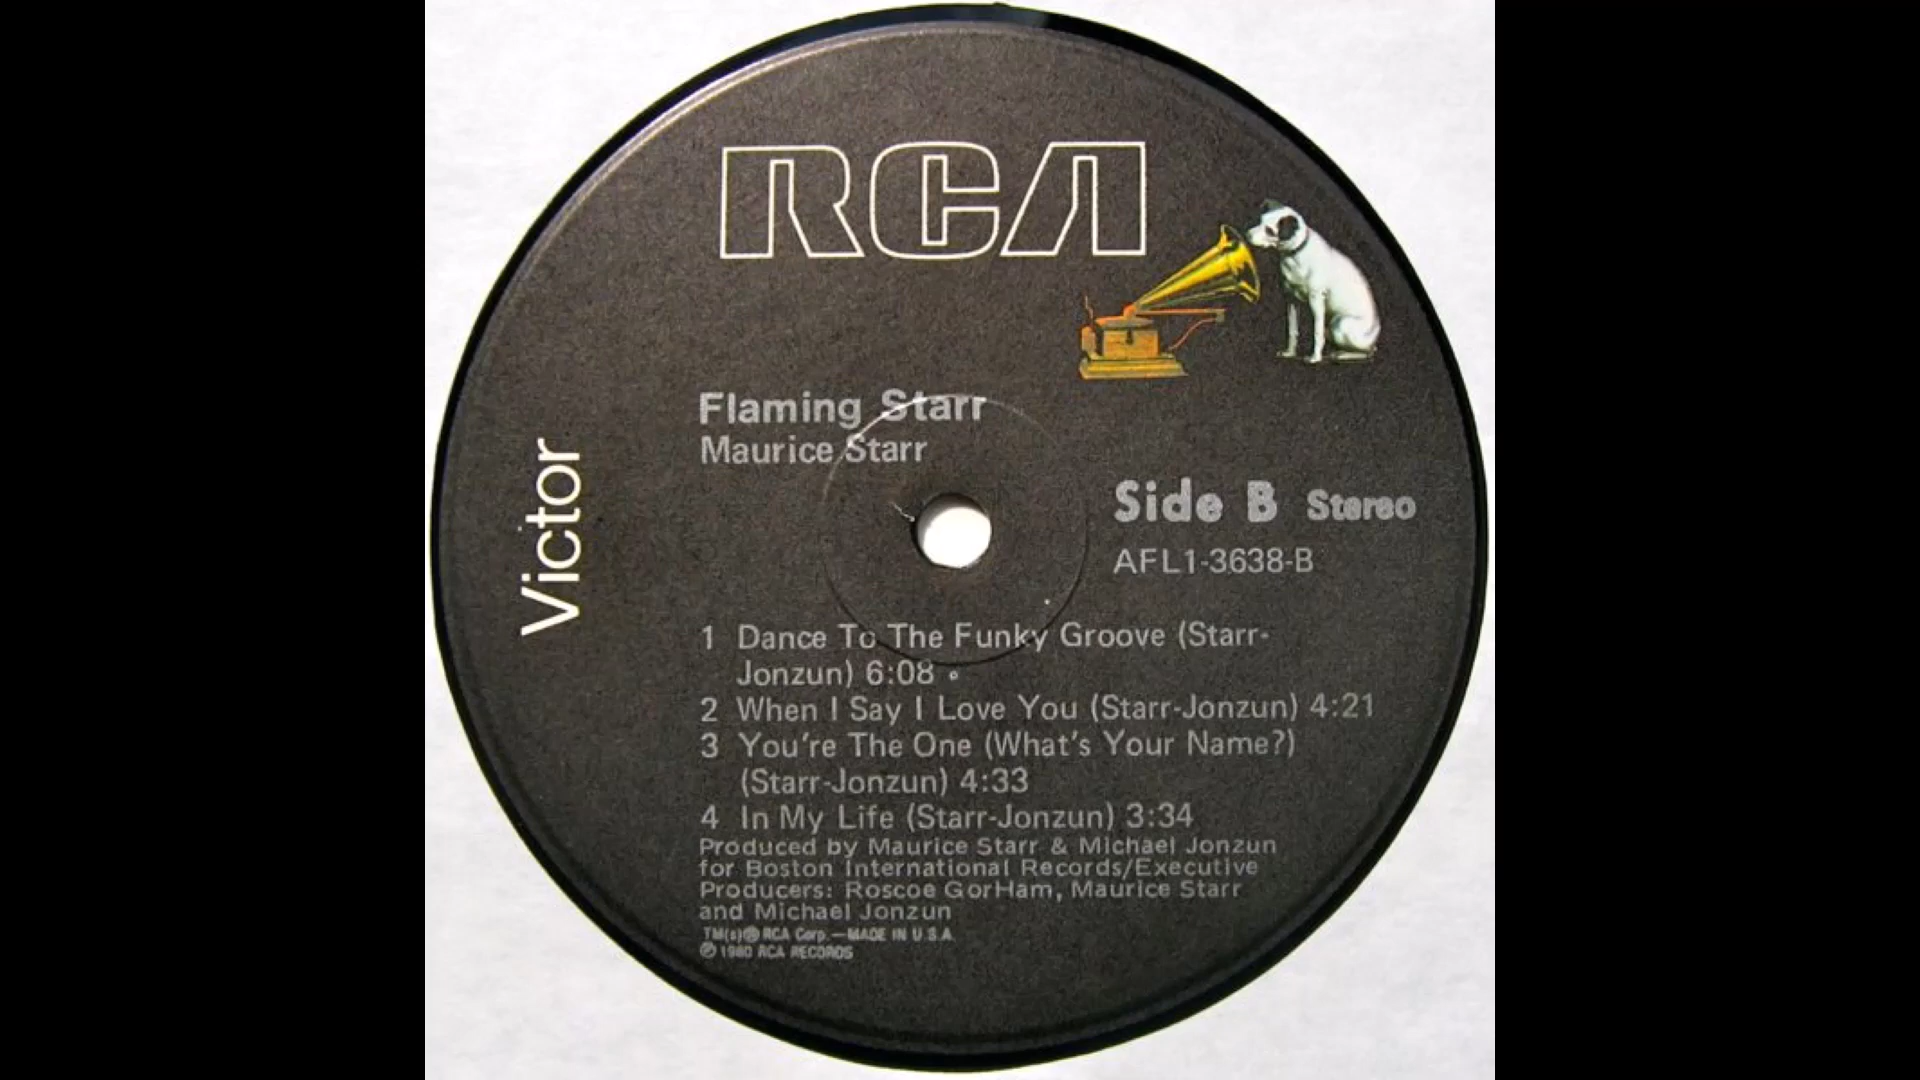 RCA
Victor
Flaming Starr
Maurice Starr
Side B Stereo
AFL1-3638-B
1 Dance To The Funky Groove (Starr-
Jonzun) 6:08
2 When I Say I Love You (Starr-Jonzun) 4:21
3 You're The One (What's Your Name?)
(Starr-Jonzun) 4:33
4 In My Life (Starr-Jonzun) 3:34
Produced by Maurice Starr & Michael Jonzun
for Boston International Records/Executive
Producers: Roscoe GorHam, Maurice Starr
and Michael Jonzun
TM(s)® RCA Corp.—MADE IN U.S.A.
℗ 1980 RCA RECORDS